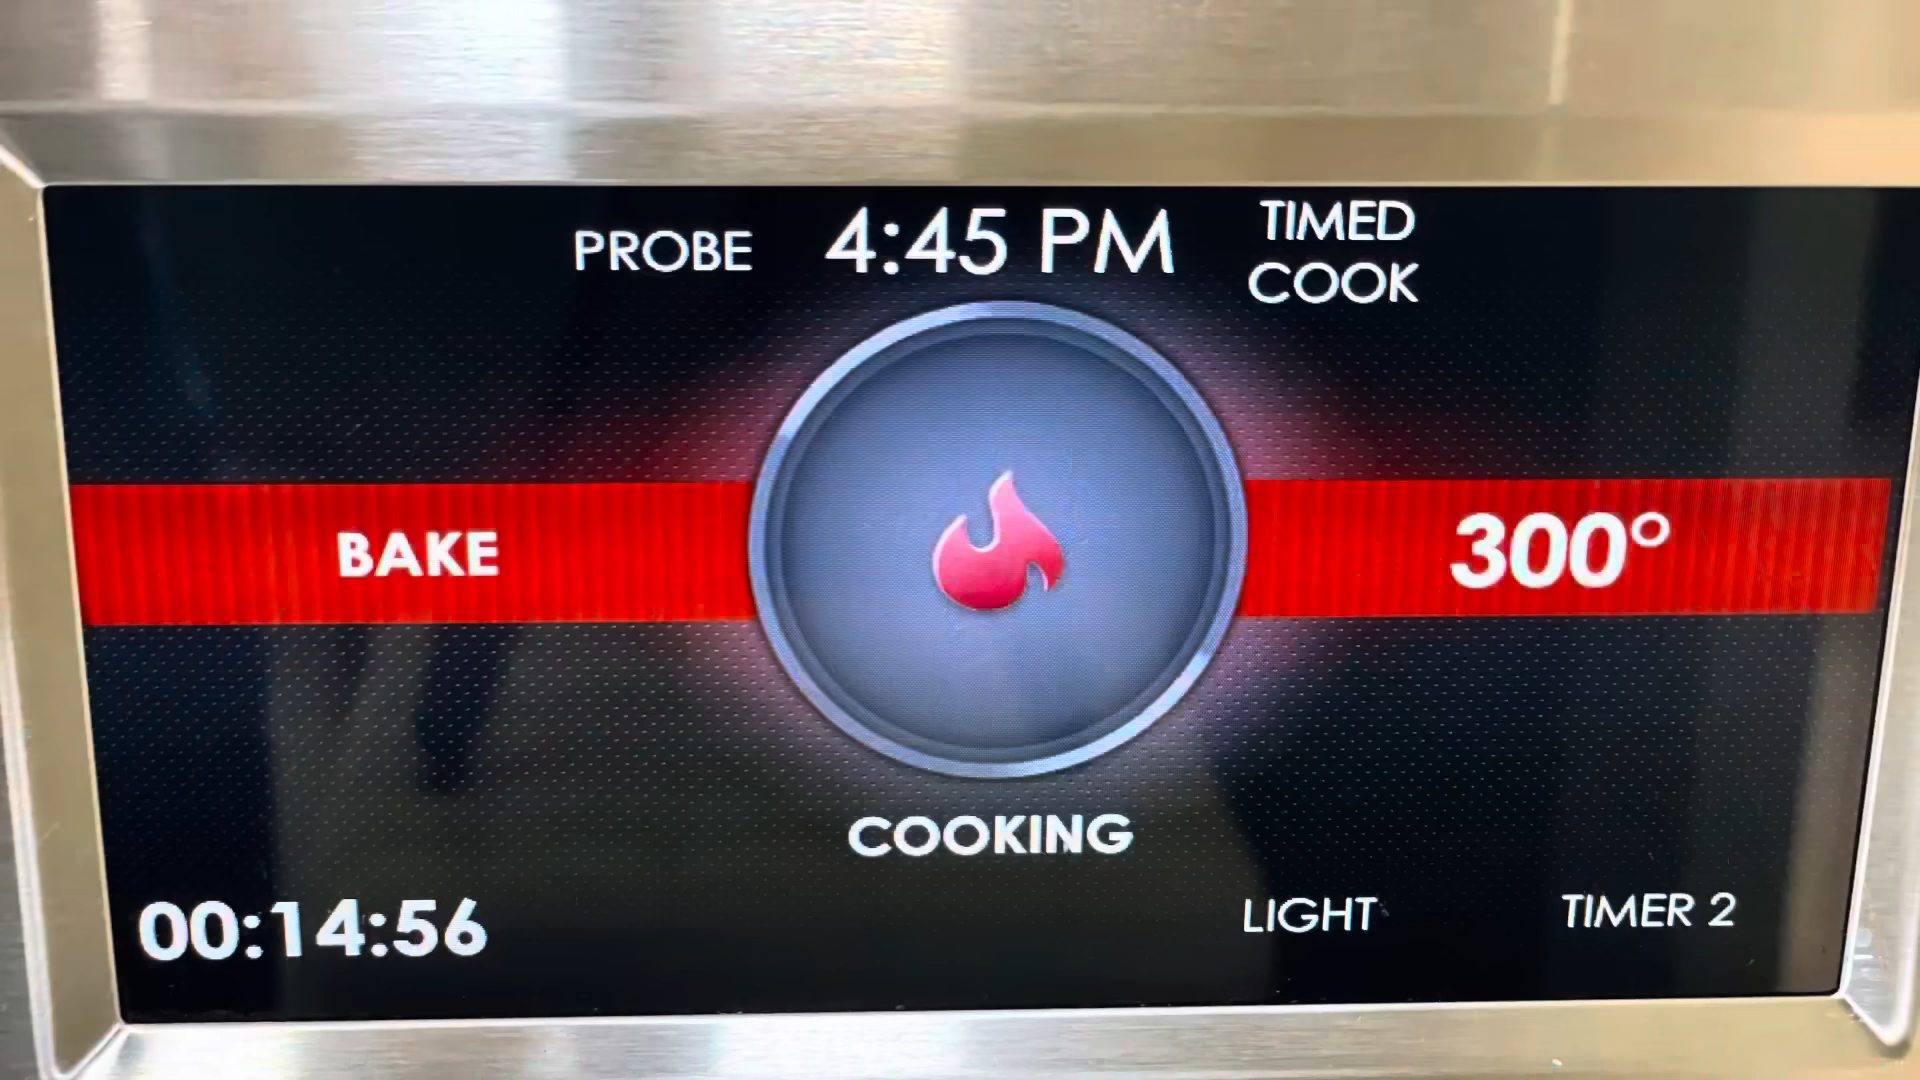 PROBE
4:45 PM
TIMED
COOK
BAKE
300°
COOKING
00:14:56
LIGHT
TIMER 2